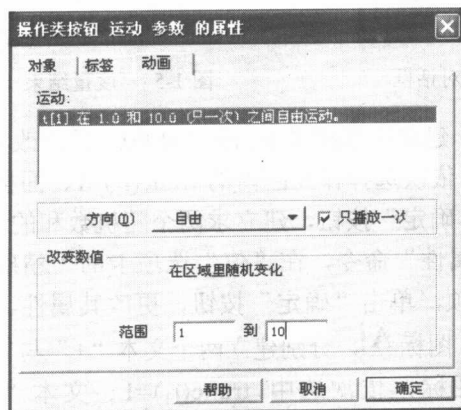 操作类按钮 运动 参数 的属性
对象 标签 动画
运动:
t[1] 在 1.0 和 10.0 (只一次) 之间自由运动。
方向(D) 自由 只播放一次
改变数值
在区域里随机变化
范围 1 到 10
帮助 取消 确定